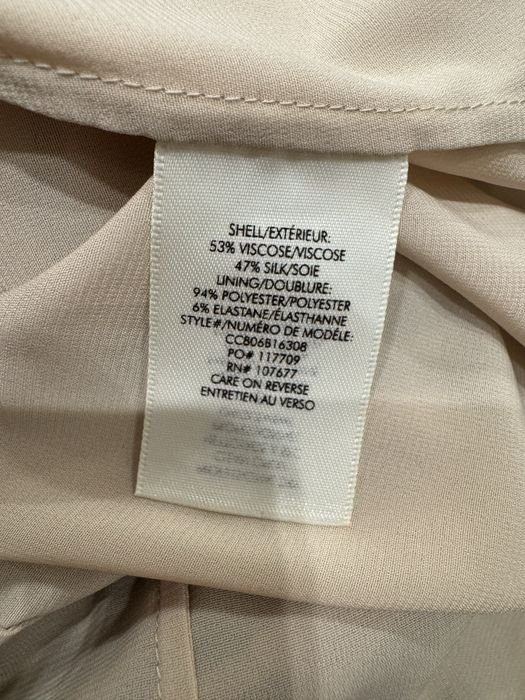 SHELL/EXTÉRIEUR:
53% VISCOSE/VISCOSE
47% SILK/SOIE
LINING/DOUBLURE:
94% POLYESTER/POLYESTER
6% ELASTANE/ÉLASTHANNE
STYLE#/NUMÉRO DE MODÉLE:
CC806B16308
PO# 117709
RN# 107677
CARE ON REVERSE
ENTRETIEN AU VERSO